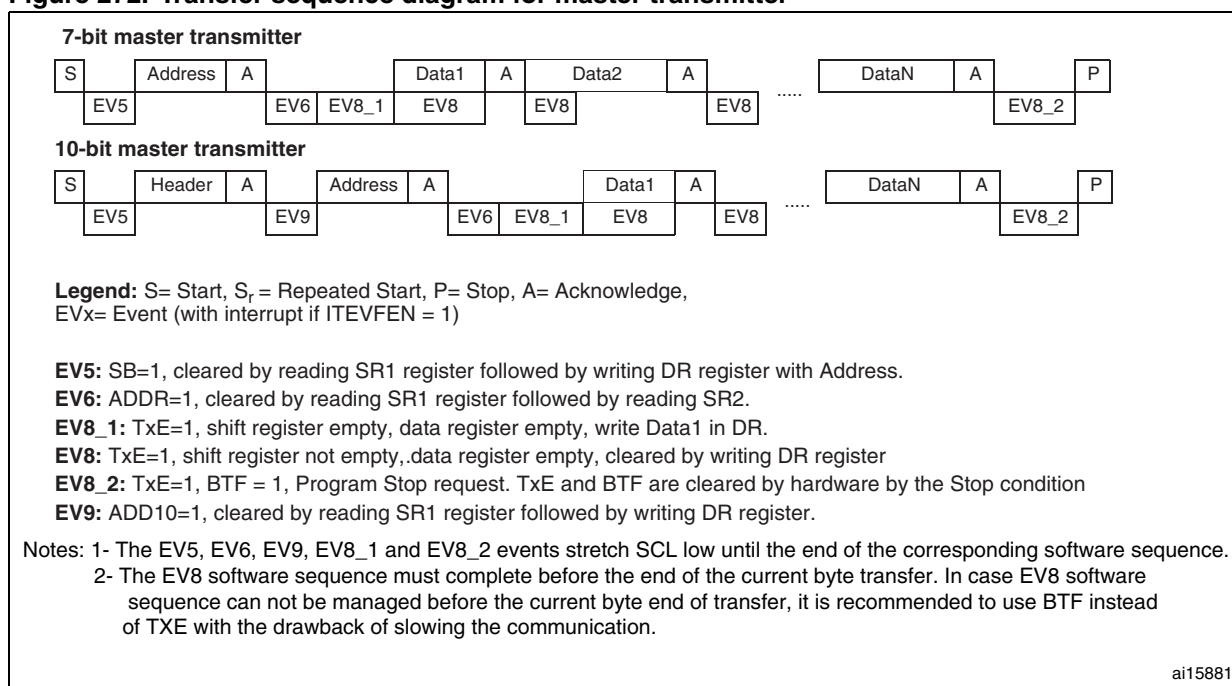 7-bit master transmitter
S Address A Data1 A Data2 A ..... DataN A P
EV5 EV6 EV8_1 EV8 EV8 EV8 EV8_2
10-bit master transmitter
S Header A Address A Data1 A ..... DataN A P
EV5 EV9 EV6 EV8_1 EV8 EV8 EV8_2
Legend: S= Start, Sr = Repeated Start, P= Stop, A= Acknowledge,
EVx= Event (with interrupt if ITEVFEN = 1)
EV5: SB=1, cleared by reading SR1 register followed by writing DR register with Address.
EV6: ADDR=1, cleared by reading SR1 register followed by reading SR2.
EV8_1: TxE=1, shift register empty, data register empty, write Data1 in DR.
EV8: TxE=1, shift register not empty,.data register empty, cleared by writing DR register
EV8_2: TxE=1, BTF = 1, Program Stop request. TxE and BTF are cleared by hardware by the Stop condition
EV9: ADD10=1, cleared by reading SR1 register followed by writing DR register.
Notes: 1- The EV5, EV6, EV9, EV8_1 and EV8_2 events stretch SCL low until the end of the corresponding software sequence.
2- The EV8 software sequence must complete before the end of the current byte transfer. In case EV8 software
sequence can not be managed before the current byte end of transfer, it is recommended to use BTF instead
of TXE with the drawback of slowing the communication.
ai15881